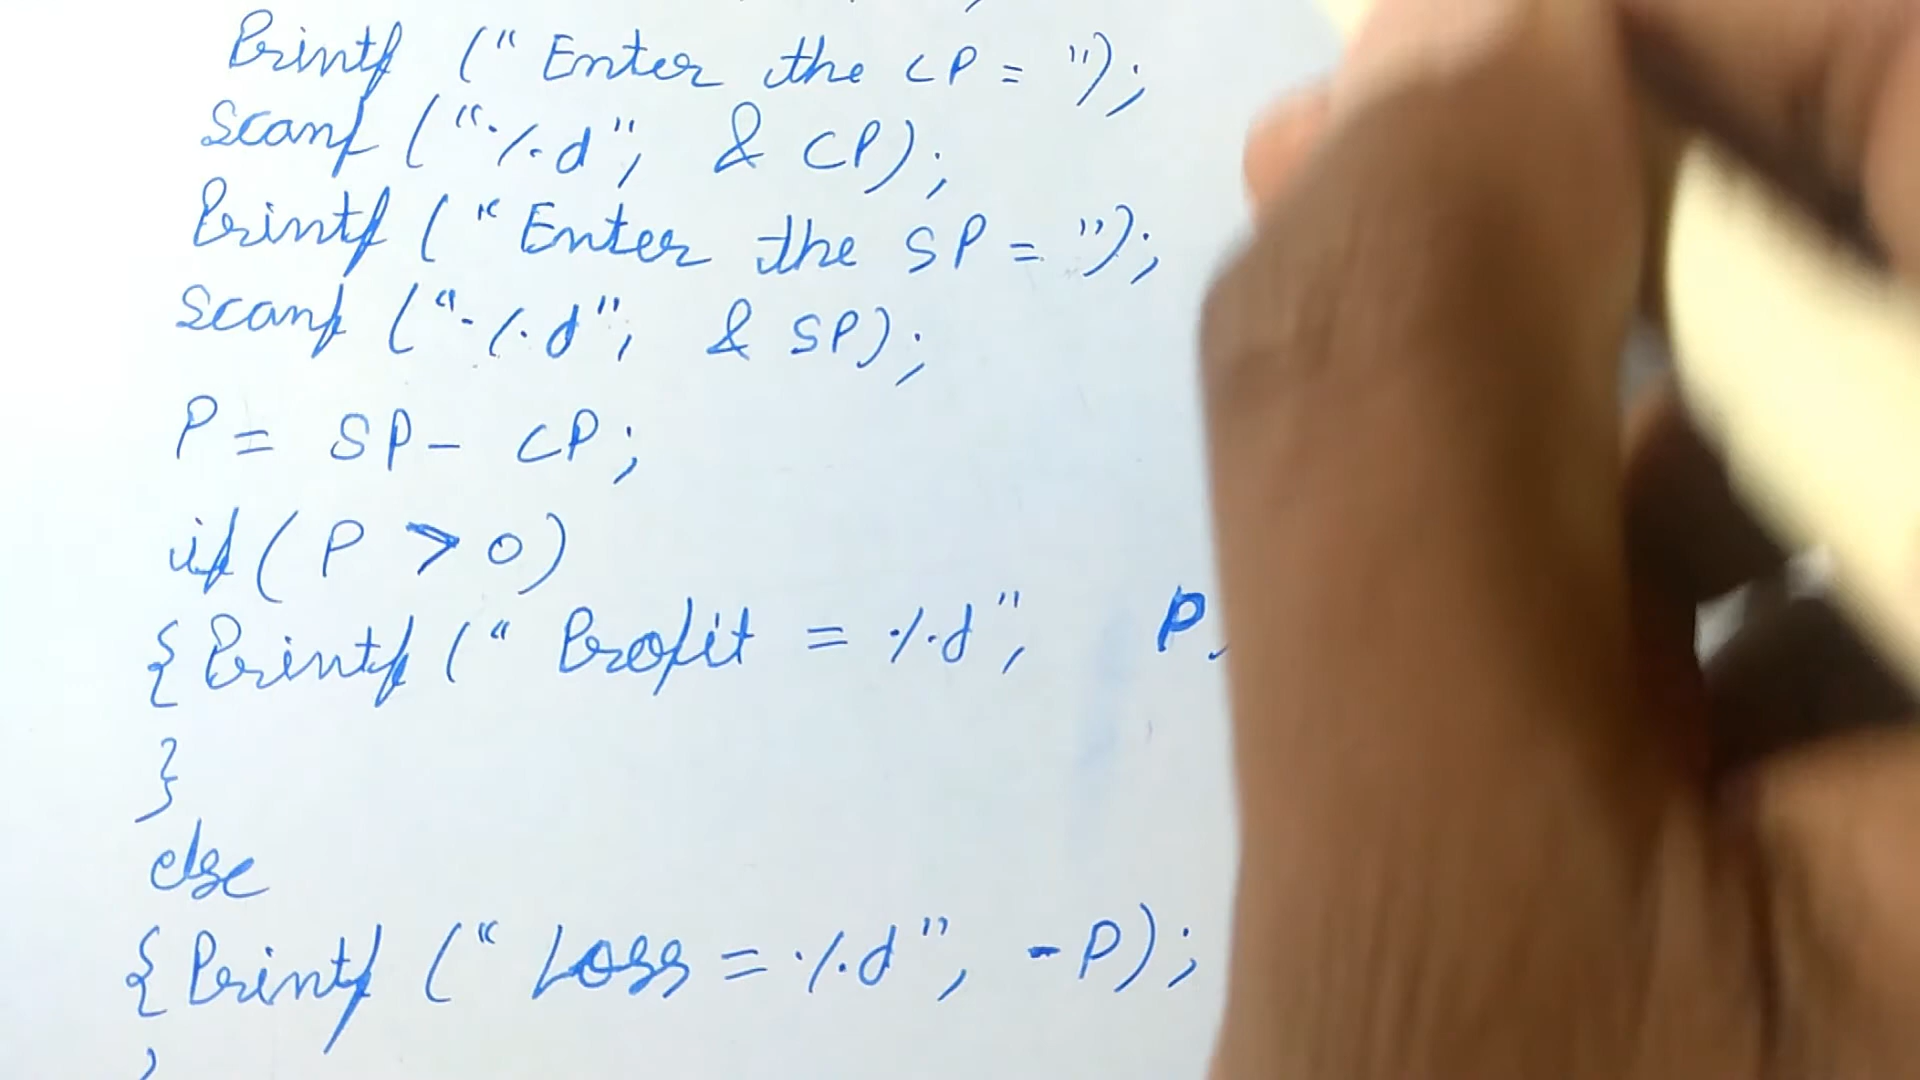 Printf (" Enter the CP = ");
Scanf ("%d", & CP);
Printf ("Enter the SP = ");
Scanf ("%d", & SP);
P = SP - CP;
if (P > 0)
{Printf (" Profit = %d", P
}
else
{Printf (" Loss = %d", -P);